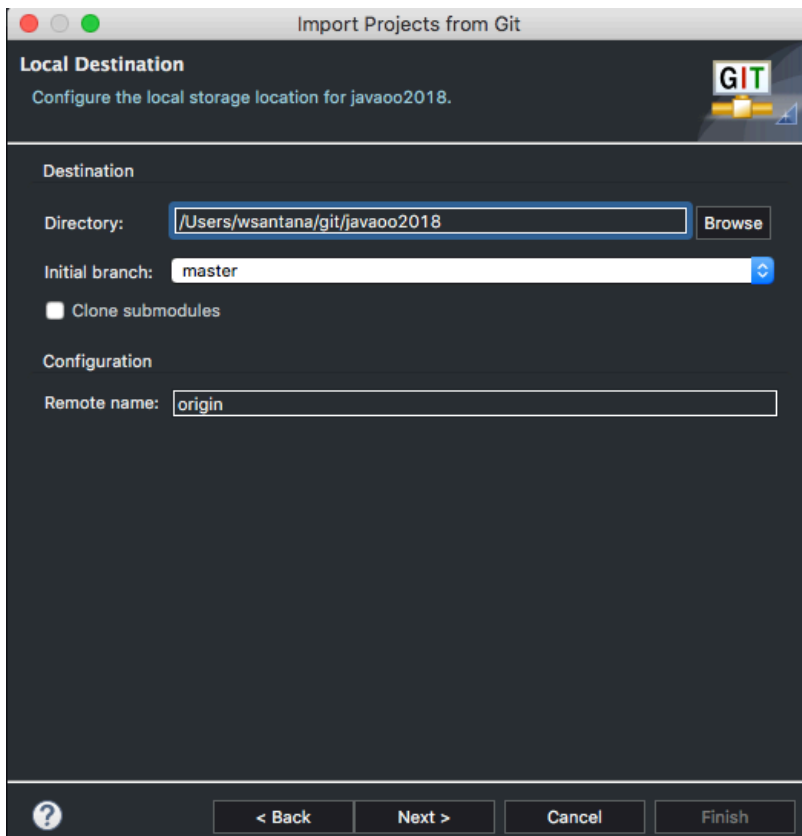 Import Projects from Git
Local Destination
Configure the local storage location for javaoo2018.
GIT
Destination
Directory: /Users/wsantana/git/javaoo2018 Browse
Initial branch: master
Clone submodules
Configuration
Remote name: origin
? < Back Next > Cancel Finish